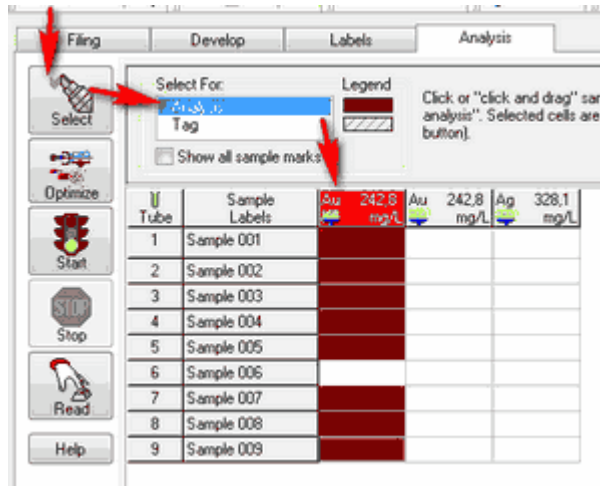 Filing Develop Labels Analysis
Select For: Legend
Click or "click and drag" sar
analysis". Selected cells are
button).
Analysis
Tag
Show all sample marks
Select
Optimize
Start
Stop
Read
Help
Tube Sample Labels Au 242,8 mg/L Au 242,8 mg/L Ag 328,1 mg/L
1 Sample 001
2 Sample 002
3 Sample 003
4 Sample 004
5 Sample 005
6 Sample 006
7 Sample 007
8 Sample 008
9 Sample 009